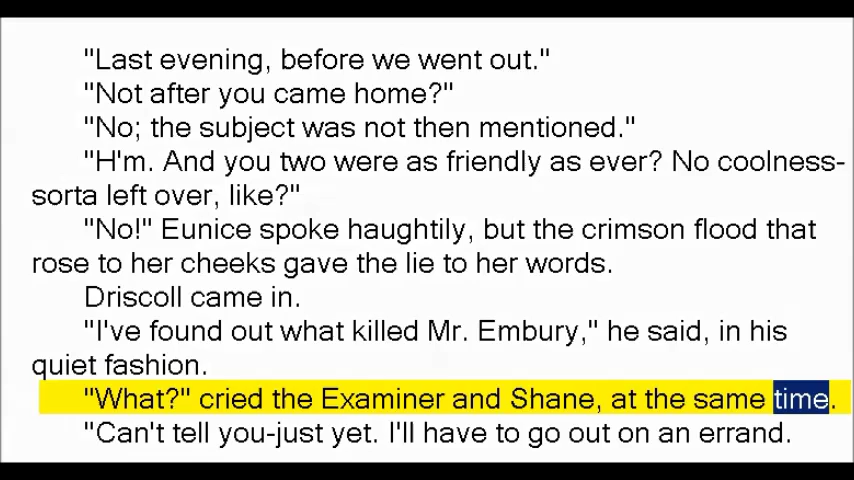 "Last evening, before we went out."
"Not after you came home?"
"No; the subject was not then mentioned."
"H'm. And you two were as friendly as ever? No coolness-
sorta left over, like?"
"No!" Eunice spoke haughtily, but the crimson flood that
rose to her cheeks gave the lie to her words.
Driscoll came in.
"I've found out what killed Mr. Embury," he said, in his
quiet fashion.
"What?" cried the Examiner and Shane, at the same time.
"Can't tell you-just yet. I'll have to go out on an errand.